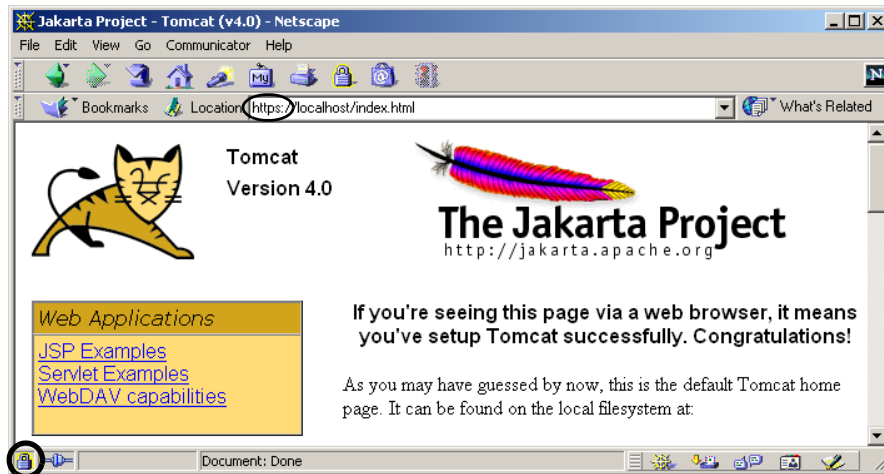 Jakarta Project - Tomcat (v4.0) - Netscape
File Edit View Go Communicator Help
My
N
Bookmarks Location https://localhost/index.html What's Related
Tomcat
Version 4.0
The Jakarta Project
http://jakarta.apache.org
Web Applications
JSP Examples
Servlet Examples
WebDAV capabilities
If you're seeing this page via a web browser, it means
you've setup Tomcat successfully. Congratulations!
As you may have guessed by now, this is the default Tomcat home
page. It can be found on the local filesystem at:
Document: Done